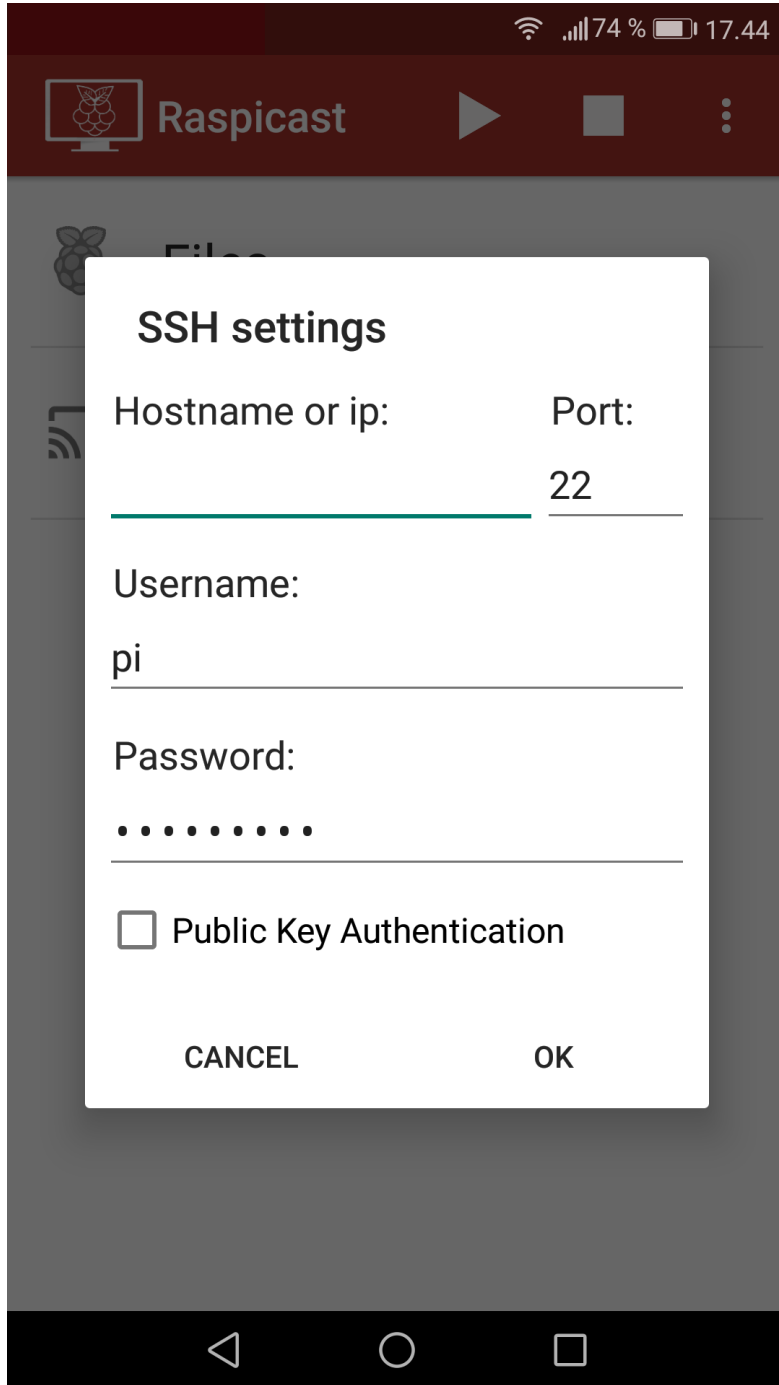 74 % 17.44
Raspicast
Files
SSH settings
Hostname or ip: Port:
22
Username:
pi
Password:
•••••••••
Public Key Authentication
CANCEL OK